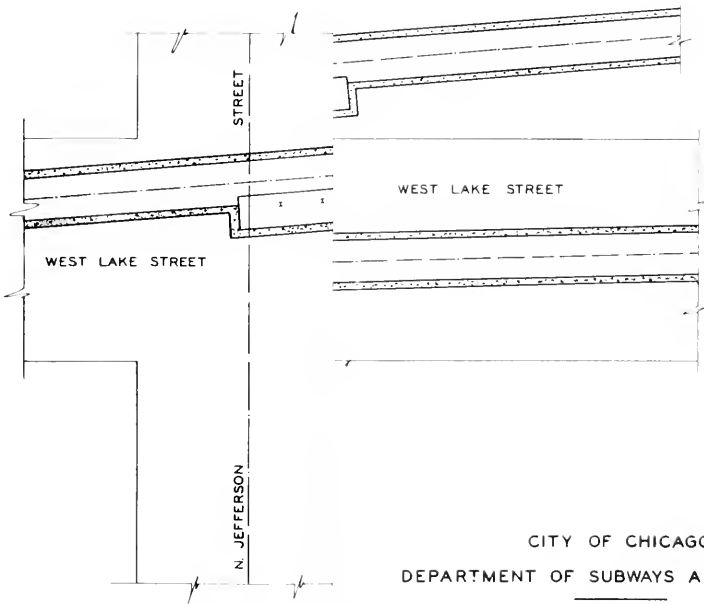 STREET
WEST LAKE STREET
WEST LAKE STREET
N. JEFFERSON
CITY OF CHICAGO
DEPARTMENT OF SUBWAYS A